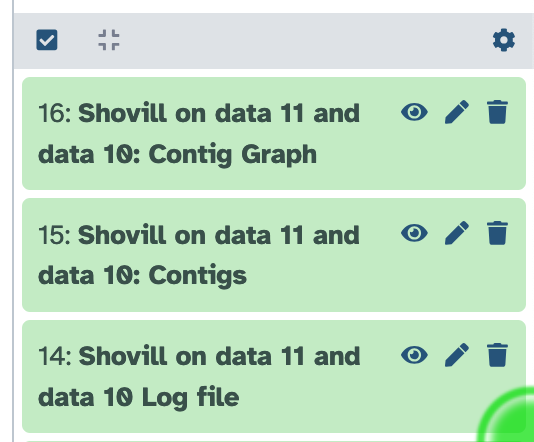 16: Shovill on data 11 and
data 10: Contig Graph
15: Shovill on data 11 and
data 10: Contigs
14: Shovill on data 11 and
data 10 Log file